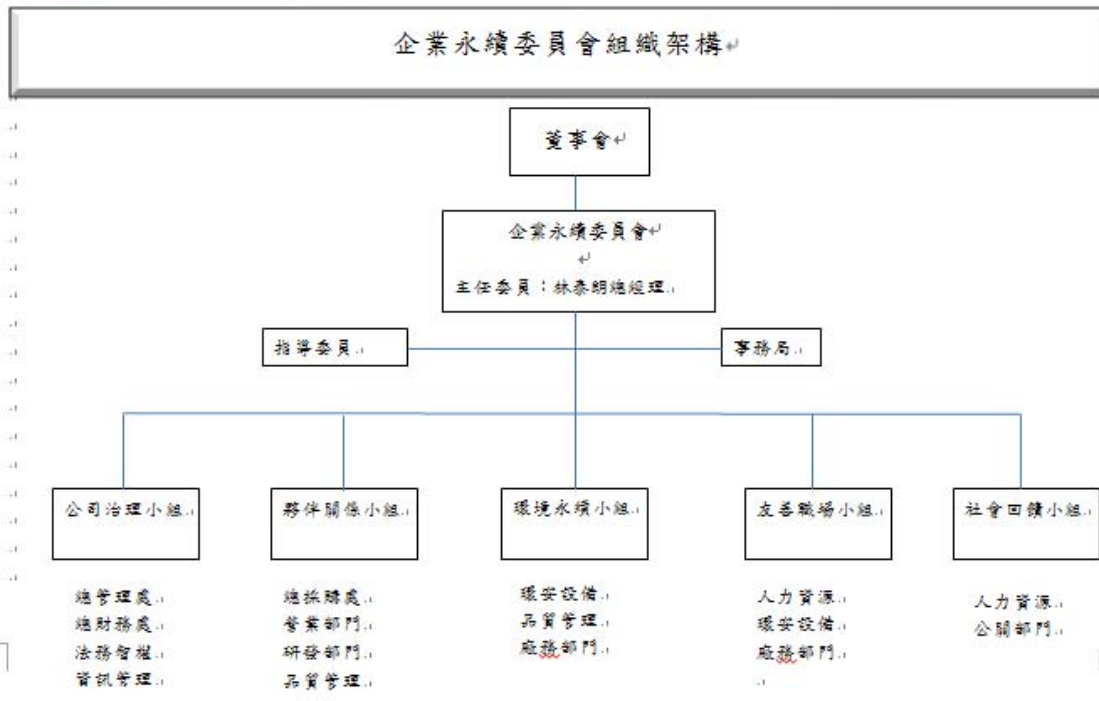 企業永續委員會組織架構
董事會
企業永續委員會
主任委員：林泰朗總經理
指導委員
事務局
公司治理小組
夥伴關係小組
環境永續小組
友善職場小組
社會回饋小組
總管理處
總財務處
法務智權
資訊管理
總採購處
營業部門
研發部門
品質管理
環安設備
品質管理
廠務部門
人力資源
環安設備
廠務部門
人力資源
公關部門